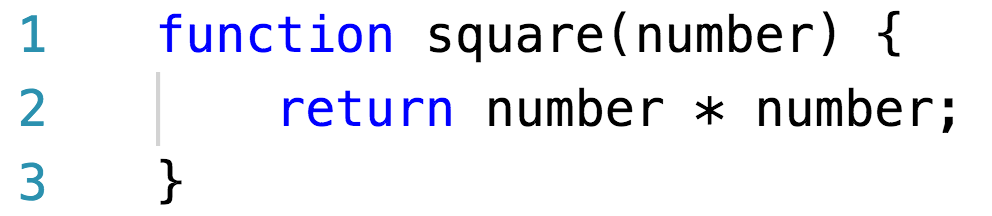 1 function square(number) {
2 return number * number;
3 }